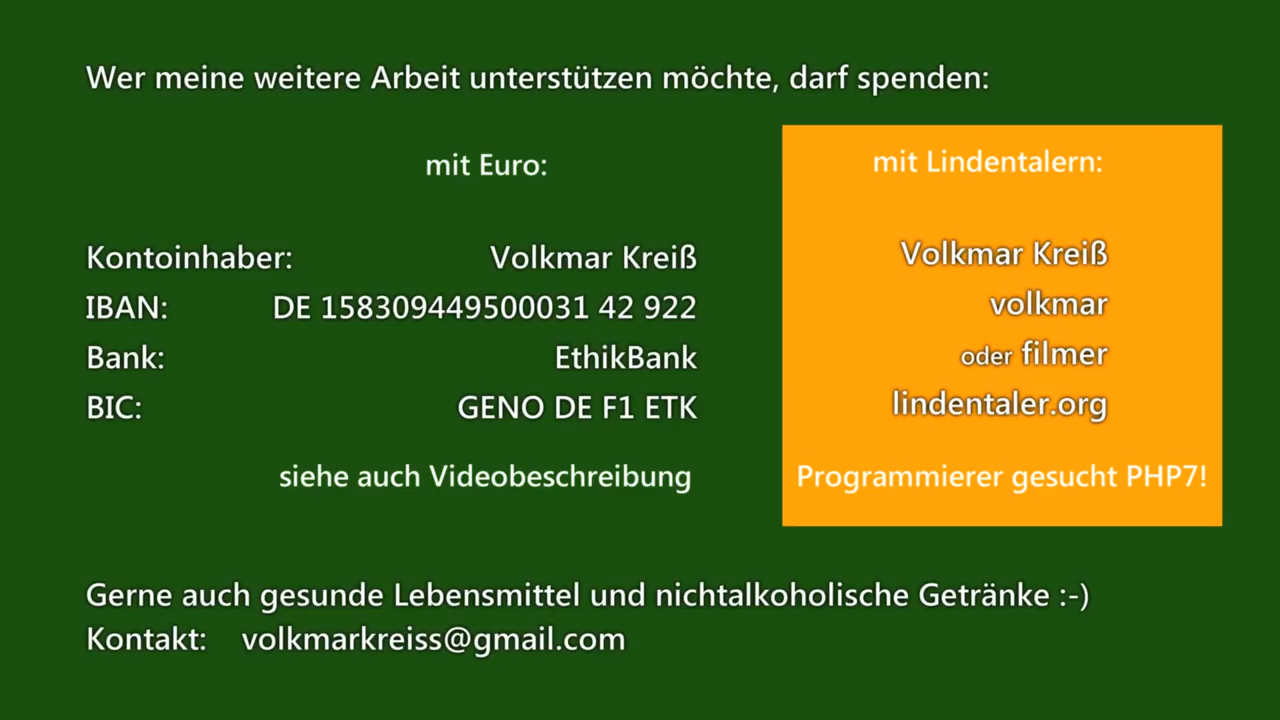 Wer meine weitere Arbeit unterstützen möchte, darf spenden:
mit Euro:
Kontoinhaber: Volkmar Kreiß
IBAN: DE 158309449500031 42 922
Bank: EthikBank
BIC: GENO DE F1 ETK
siehe auch Videobeschreibung
mit Lindentalern:
Volkmar Kreiß
volkmar
oder filmer
lindentaler.org
Programmierer gesucht PHP7!
Gerne auch gesunde Lebensmittel und nichtalkoholische Getränke :-)
Kontakt: volkmarkreiss@gmail.com